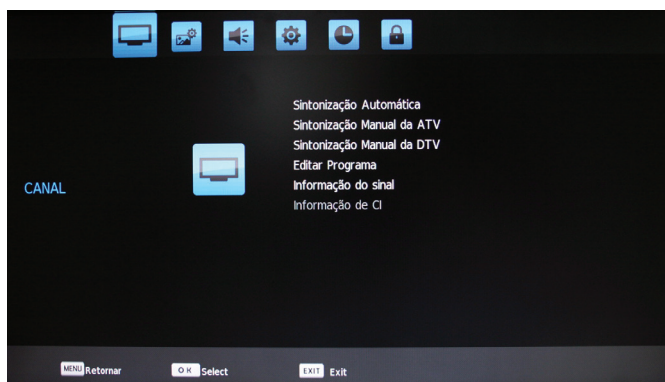 Sintonização Automática
Sintonização Manual da ATV
Sintonização Manual da DTV
Editar Programa
Informação do sinal
Informação de CI
CANAL
MENU Retornar OK Select EXIT Exit